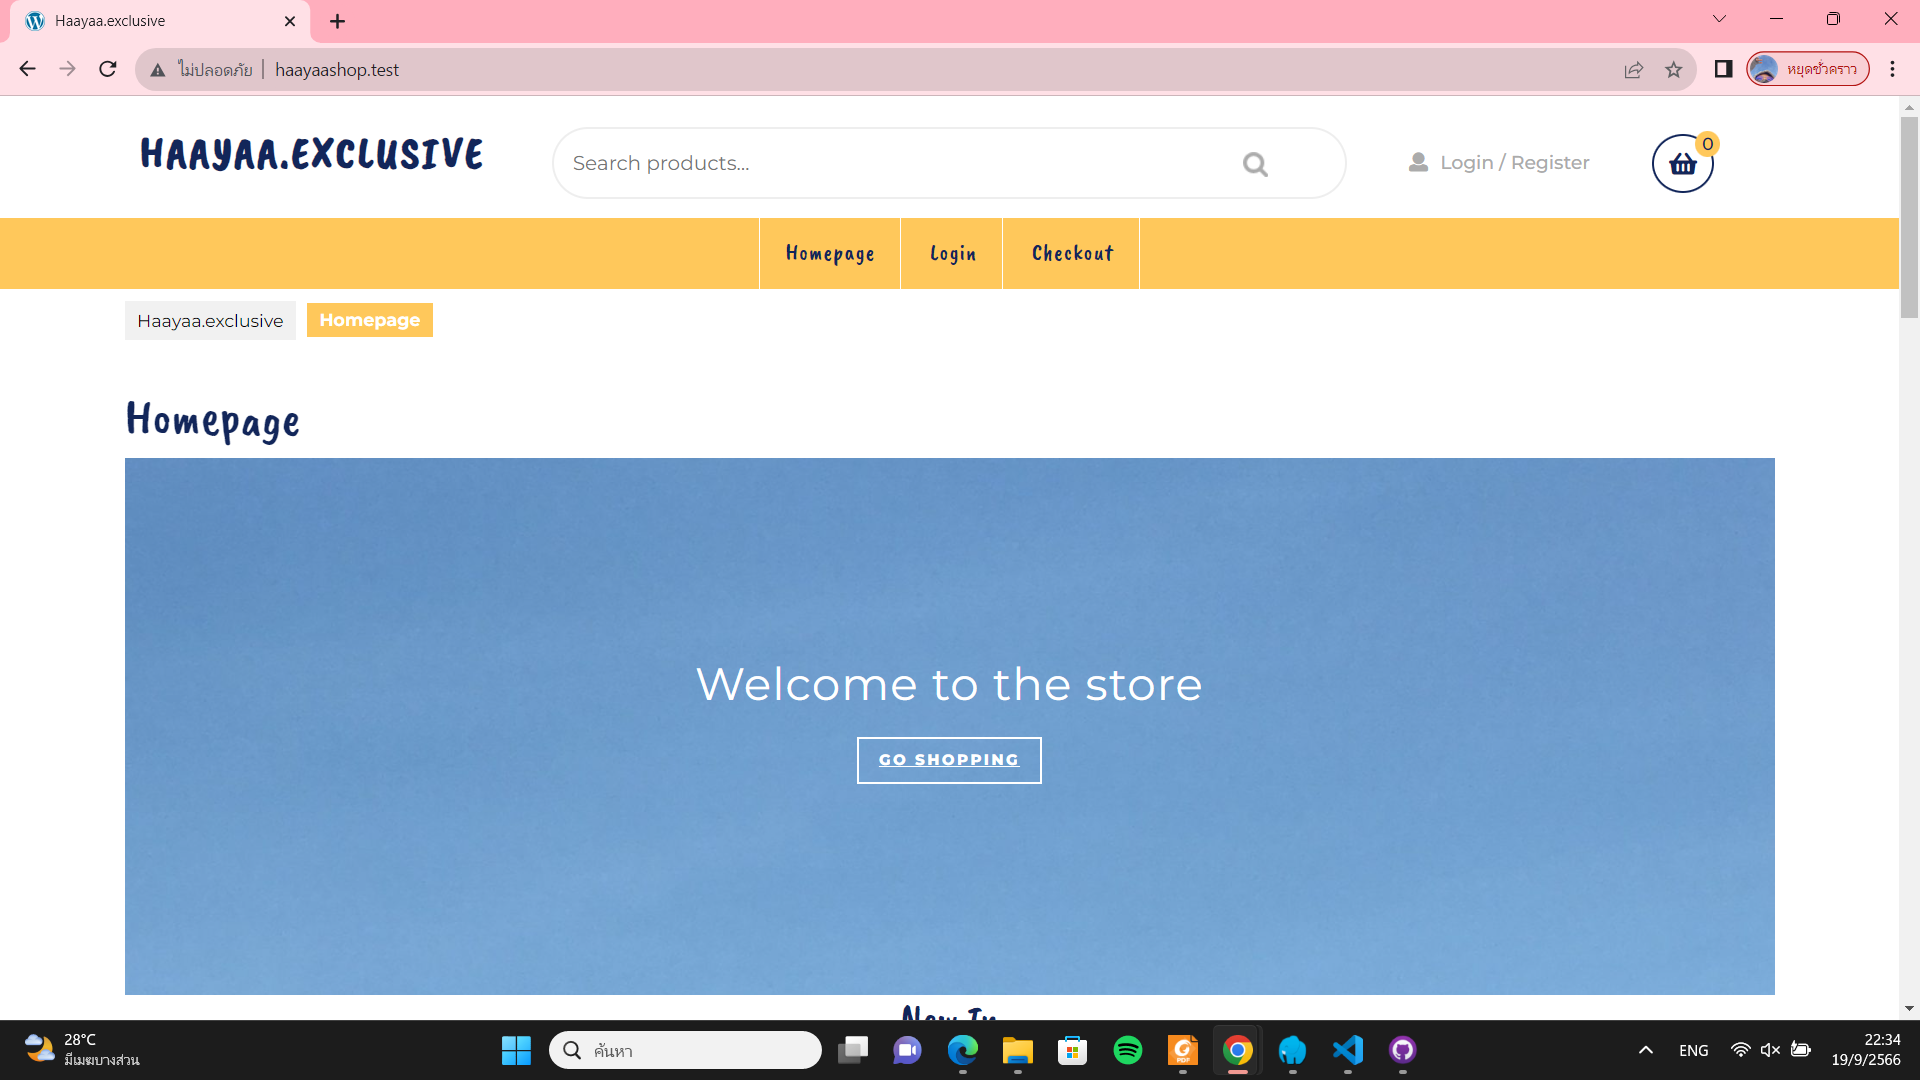 Haayaa.exclusive
ไม่ปลอดภัย haayaashop.test
หยุดชั่วคราว
HAAYAA.EXCLUSIVE
Search products...
Login / Register
0
Homepage Login Checkout
Haayaa.exclusive Homepage
Homepage
Welcome to the store
GO SHOPPING
New In
28°C
มีเมฆบางส่วน
ค้นหา
PDF
ENG
22:34
19/9/2566